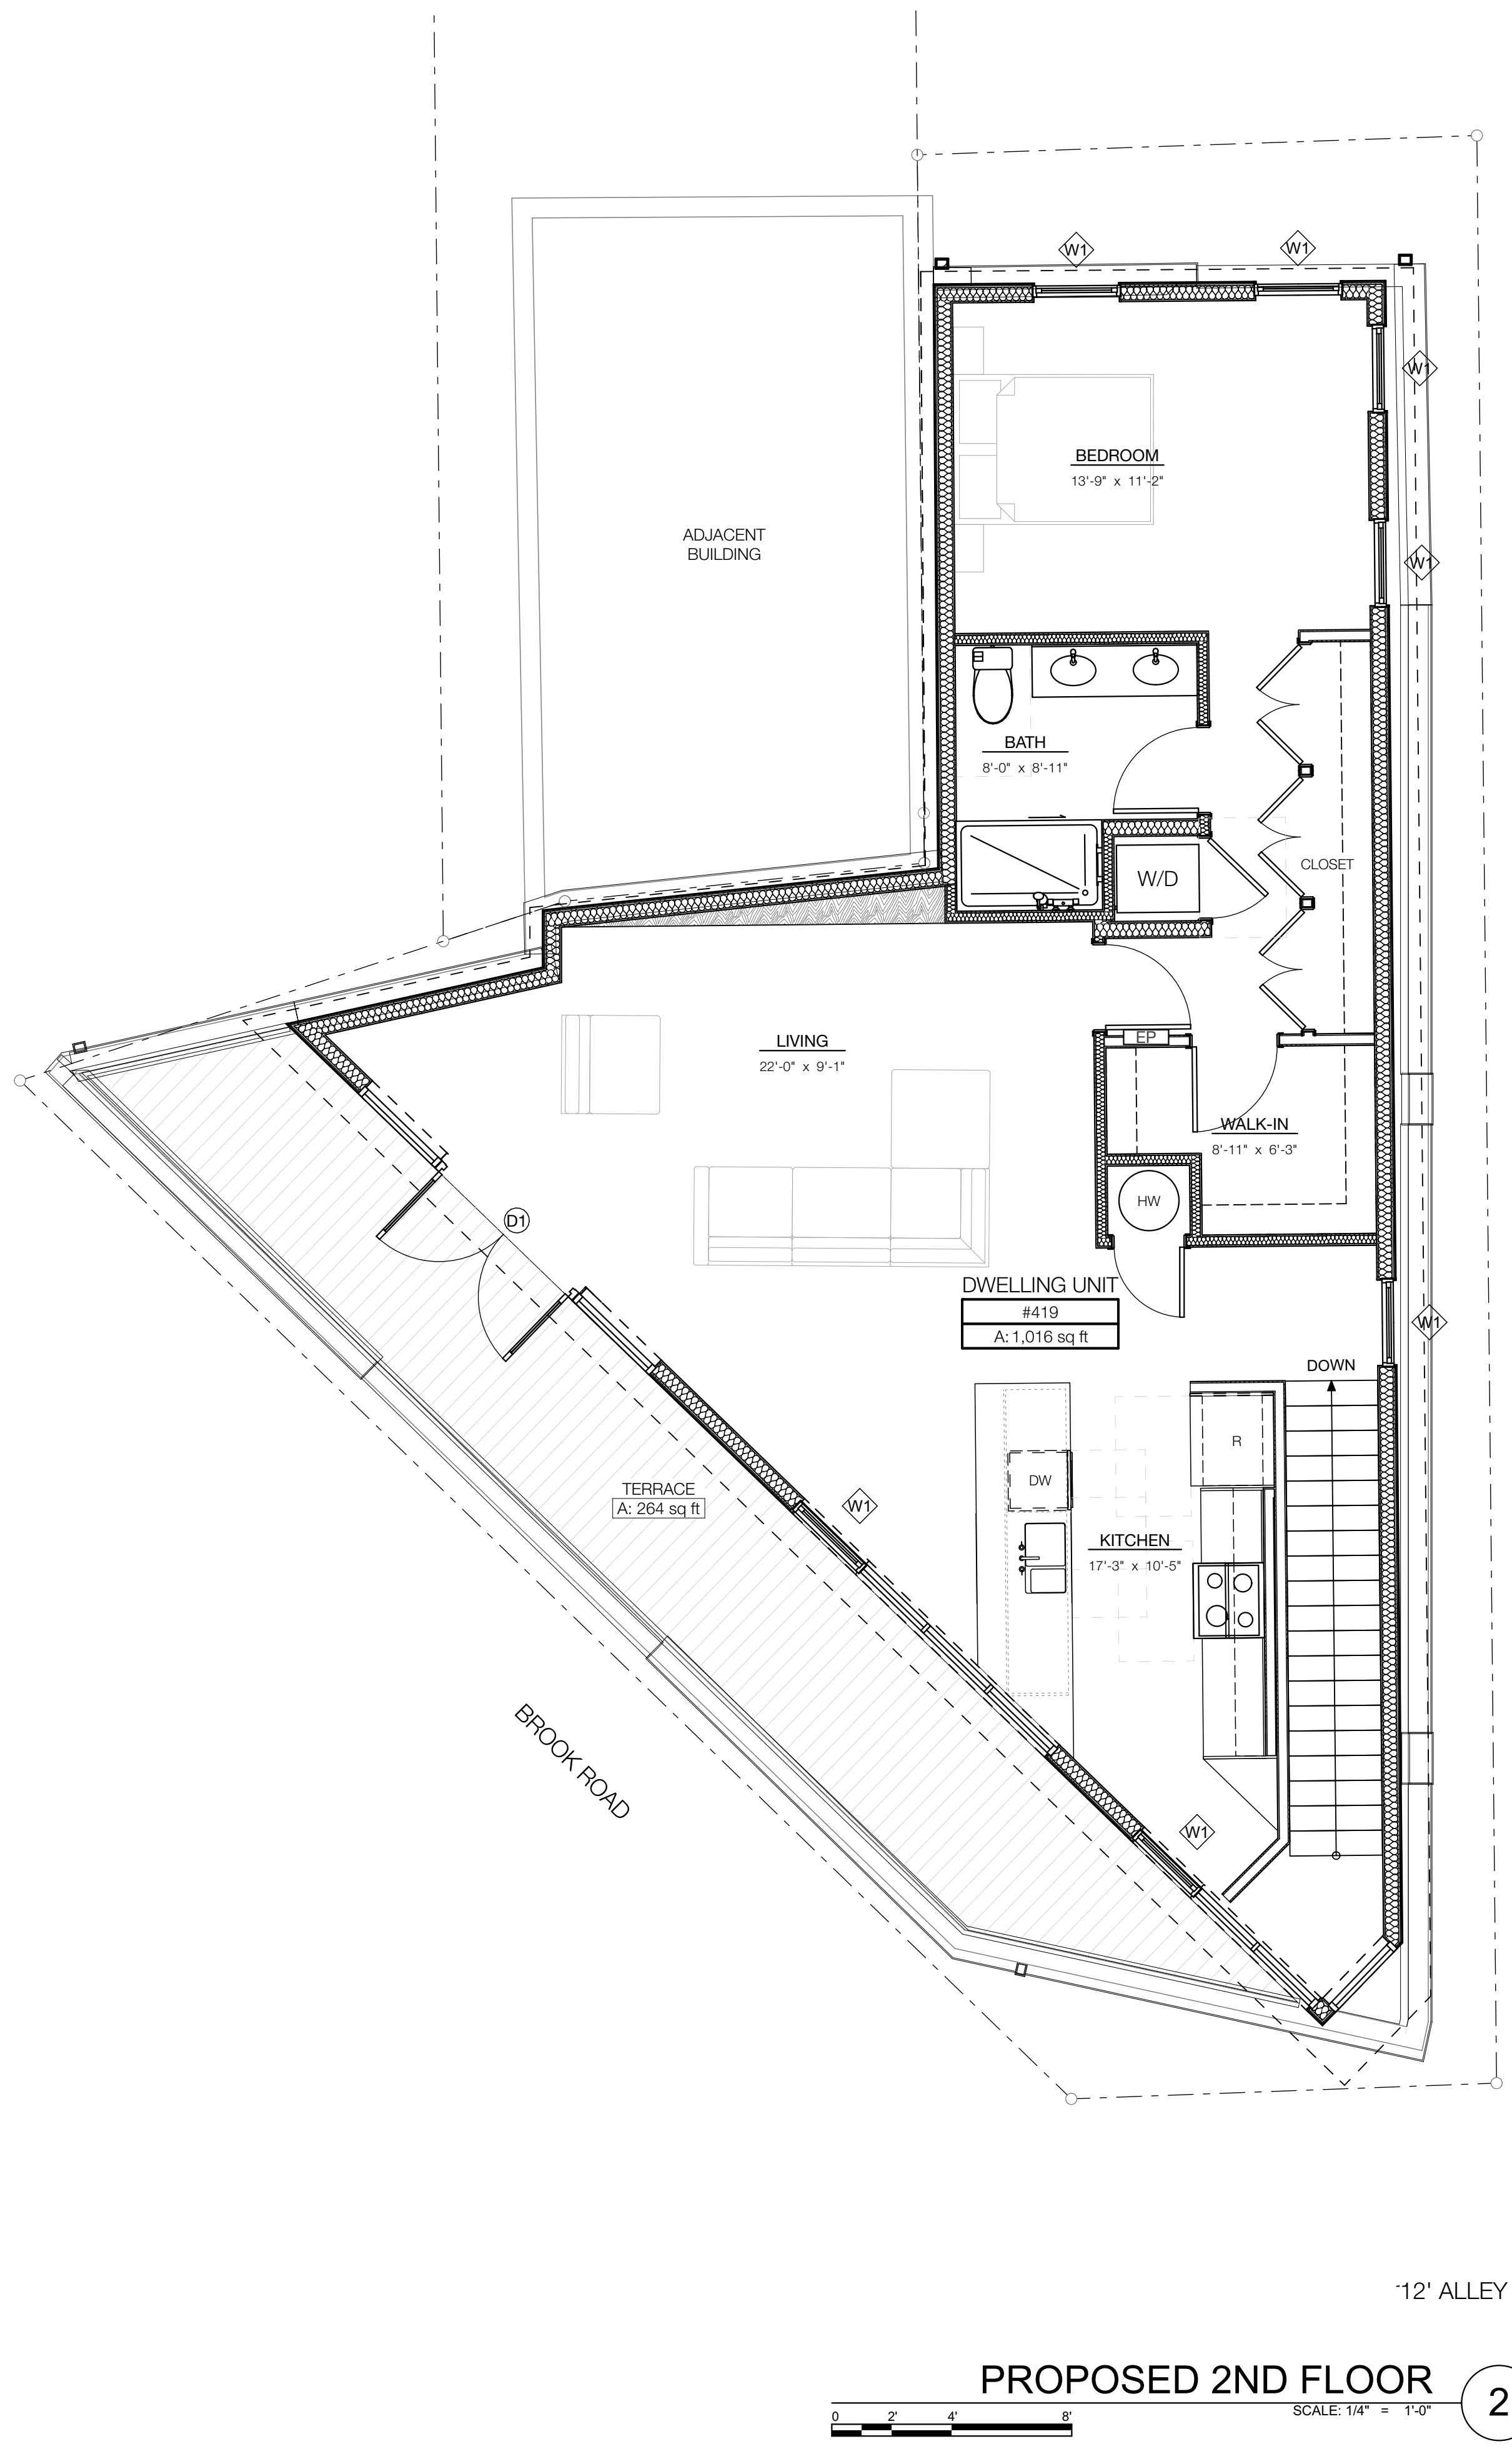 W1
W1
W1
BEDROOM
13'-9" x 11'-2"
ADJACENT
BUILDING
W1
BATH
8'-0" x 8'-11"
CLOSET
W/D
LIVING
22'-0" x 9'-1"
EP
WALK-IN
8'-11" x 6'-3"
HW
D1
DWELLING UNIT
#419
A: 1,016 sq ft
W1
DOWN
R
DW
TERRACE
A: 264 sq ft
W1
KITCHEN
17'-3" x 10'-5"
BROOK ROAD
W1
12' ALLEY
PROPOSED 2ND FLOOR
2
SCALE: 1/4" = 1'-0"
0 2' 4' 8'